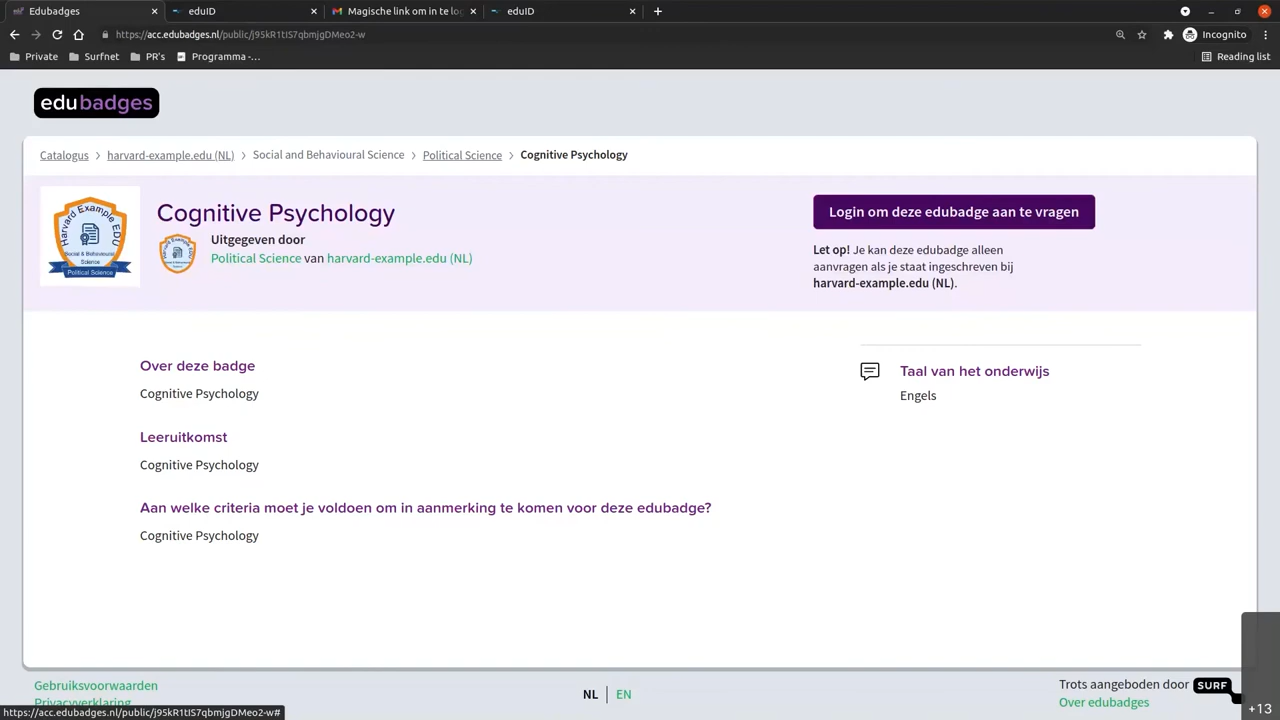 Edubadges
eduID
Magische link om in te lo
eduID
https://acc.edubadges.nl/public/j95kR1tIS7qbmjgDMeo2-w
Incognito
Private
Surfnet
PR's
Programma -...
Reading list
edubadges
Catalogus > harvard-example.edu (NL) > Social and Behavioural Science > Political Science > Cognitive Psychology
Harvard Example EDU
Social & Behavioural
Science
Political Science
Cognitive Psychology
Uitgegeven door
Political Science van harvard-example.edu (NL)
Login om deze edubadge aan te vragen
Let op! Je kan deze edubadge alleen
aanvragen als je staat ingeschreven bij
harvard-example.edu (NL).
Over deze badge
Cognitive Psychology
Leeruitkomst
Cognitive Psychology
Aan welke criteria moet je voldoen om in aanmerking te komen voor deze edubadge?
Cognitive Psychology
Taal van het onderwijs
Engels
Gebruiksvoorwaarden
Privacyverklaring
NL | EN
Trots aangeboden door SURF
Over edubadges
https://acc.edubadges.nl/public/j95kR1tIS7qbmjgDMeo2-w#
+13